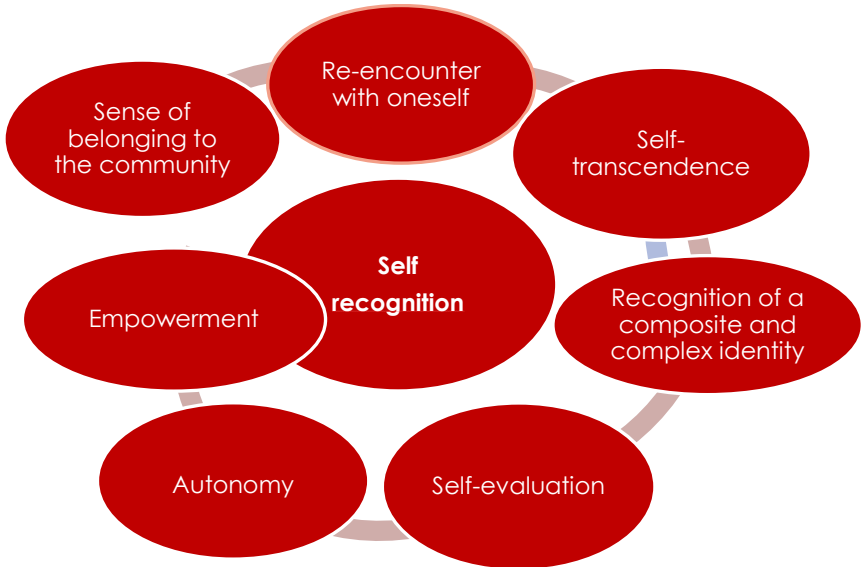 Re-encounter
with oneself
Sense of
belonging to
the community
Self-
transcendence
Self
recognition
Empowerment
Recognition of a
composite and
complex identity
Autonomy
Self-evaluation